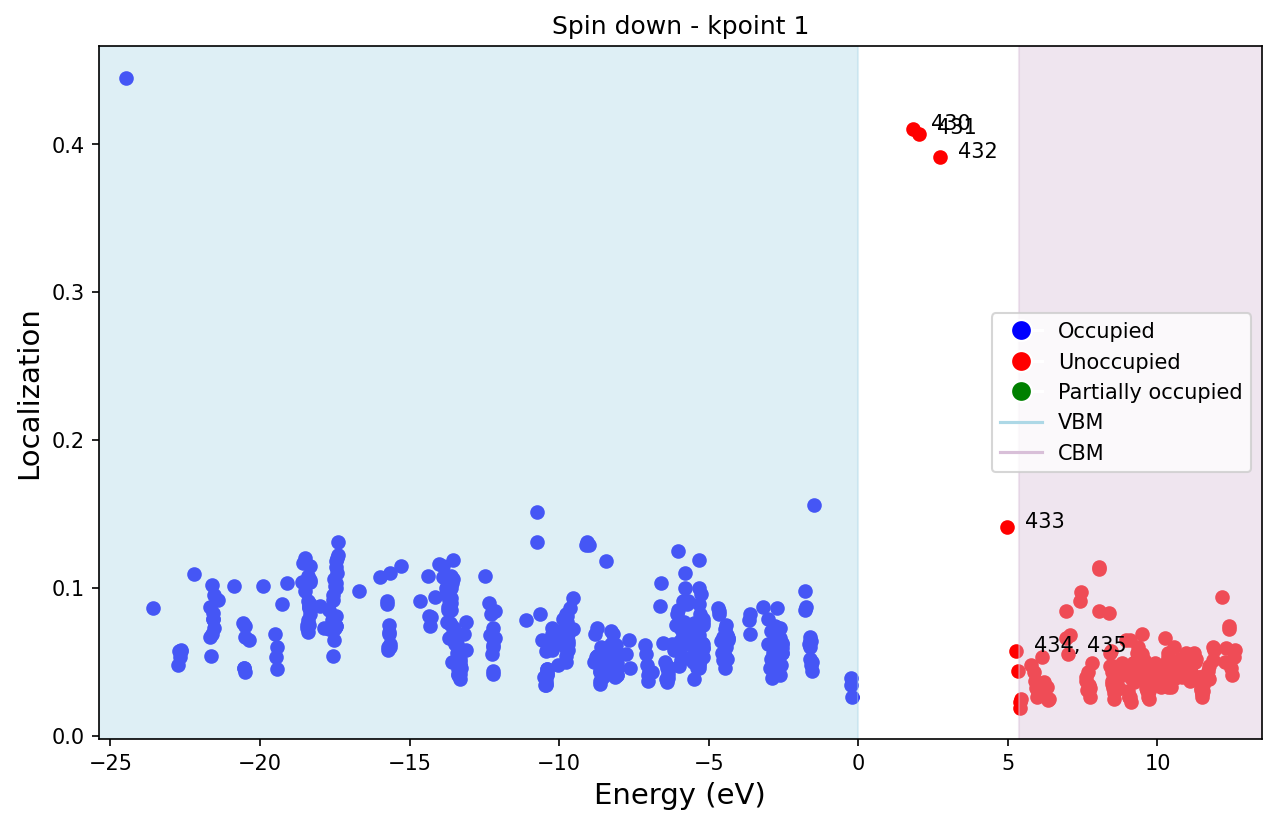 Spin down - kpoint 1
Localization
0.4
0.3
0.2
0.1
0.0
430
431
432
433
434, 435
Occupied
Unoccupied
Partially occupied
VBM
CBM
−25
−20
−15
−10
−5
0
5
10
Energy (eV)